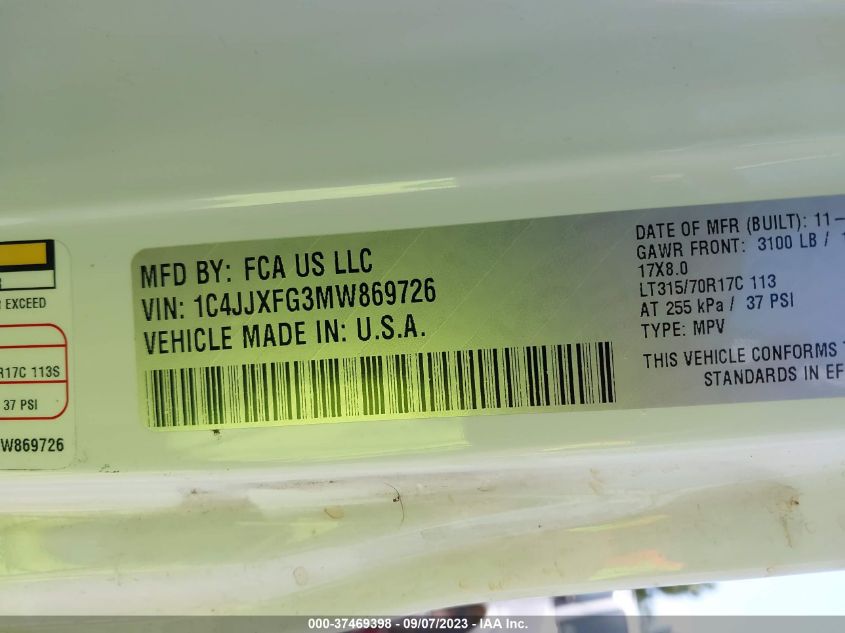 MFD BY: FCA US LLC
VIN: 1C4JJXFG3MW869726
VEHICLE MADE IN: U.S.A.
DATE OF MFR (BUILT): 11-
GAWR FRONT: 3100 LB /
17X8.0
LT315/70R17C 113
AT 255 kPa / 37 PSI
TYPE: MPV
THIS VEHICLE CONFORMS
STANDARDS IN EF
EXCEED
R17C 113S
37 PSI
W869726
000-37469398 - 09/07/2023 - IAA Inc.